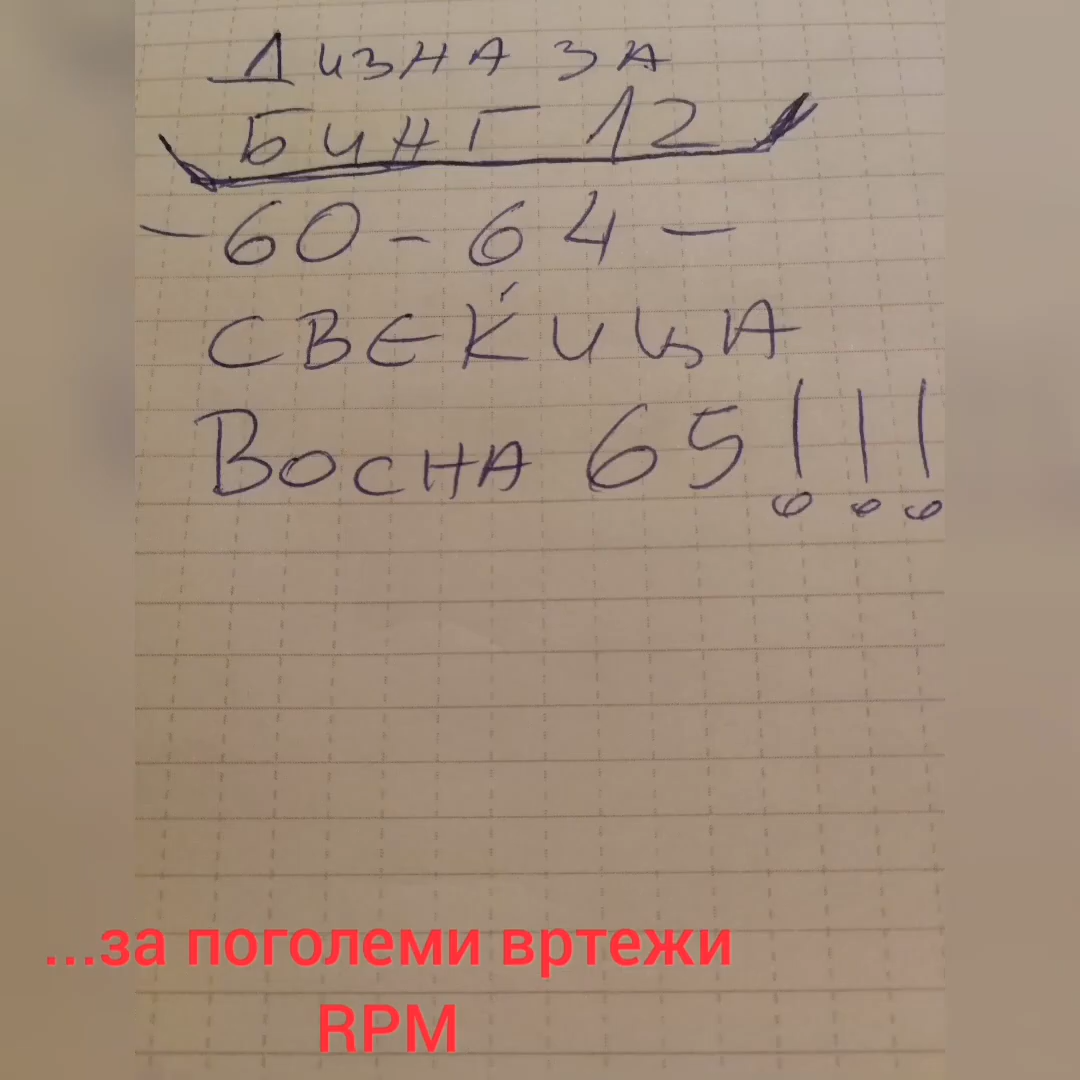 Дизна за
Бинг 12
-60-64-
свеќица
Восна 65!!!
...за поголеми вртежи
RPM